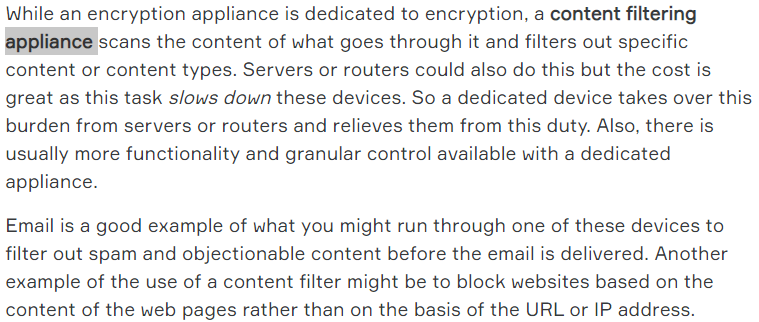 While an encryption appliance is dedicated to encryption, a content filtering
appliance scans the content of what goes through it and filters out specific
content or content types. Servers or routers could also do this but the cost is
great as this task slows down these devices. So a dedicated device takes over this
burden from servers or routers and relieves them from this duty. Also, there is
usually more functionality and granular control available with a dedicated
appliance.
Email is a good example of what you might run through one of these devices to
filter out spam and objectionable content before the email is delivered. Another
example of the use of a content filter might be to block websites based on the
content of the web pages rather than on the basis of the URL or IP address.